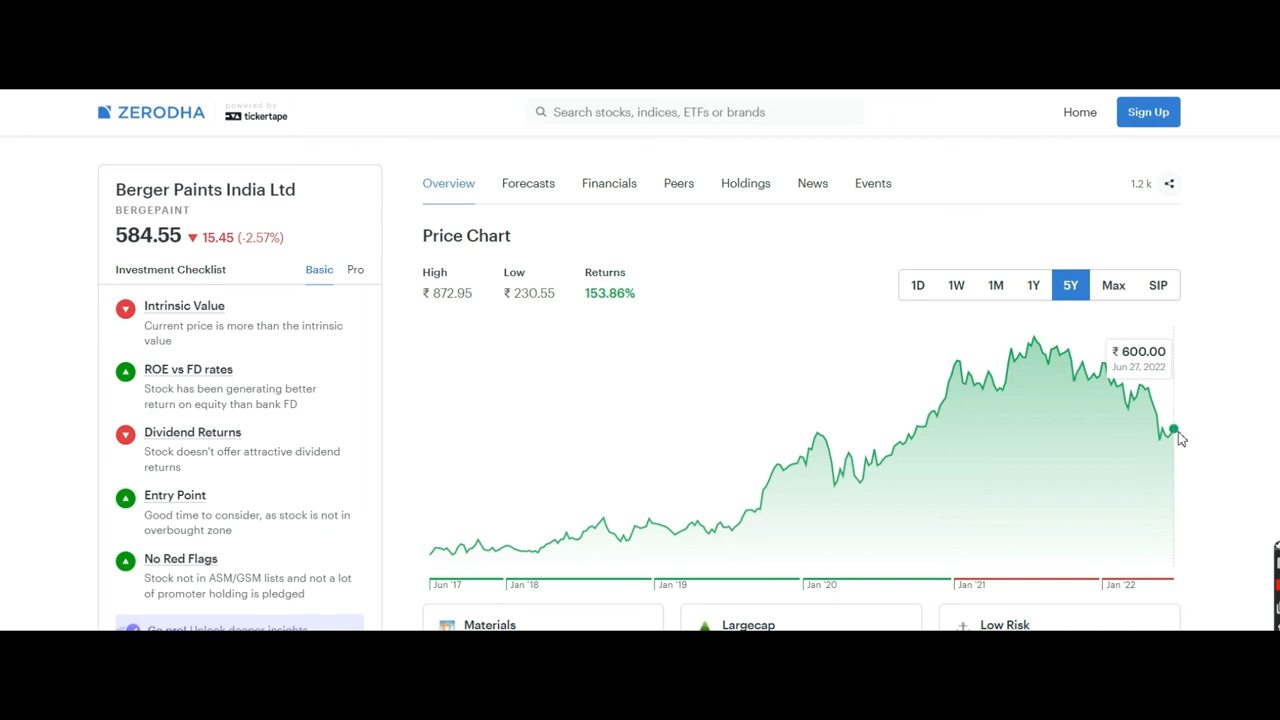 ZERODHA
powered by
tickertape
Search stocks, indices, ETFs or brands
Home
Sign Up
Berger Paints India Ltd
BERGEPAINT
584.55 ▼ 15.45 (-2.57%)
Investment Checklist
Basic
Pro
Intrinsic Value
Current price is more than the intrinsic
value
ROE vs FD rates
Stock has been generating better
return on equity than bank FD
Dividend Returns
Stock doesn't offer attractive dividend
returns
Entry Point
Good time to consider, as stock is not in
overbought zone
No Red Flags
Stock not in ASM/GSM lists and not a lot
of promoter holding is pledged
Go pro! Unlock deeper insights
Overview
Forecasts
Financials
Peers
Holdings
News
Events
1.2 k
Price Chart
High
Low
Returns
₹ 872.95
₹ 230.55
153.86%
1D
1W
1M
1Y
5Y
Max
SIP
₹ 600.00
Jun 27, 2022
Jun '17
Jan '18
Jan '19
Jan '20
Jan '21
Jan '22
Materials
Largecap
Low Risk